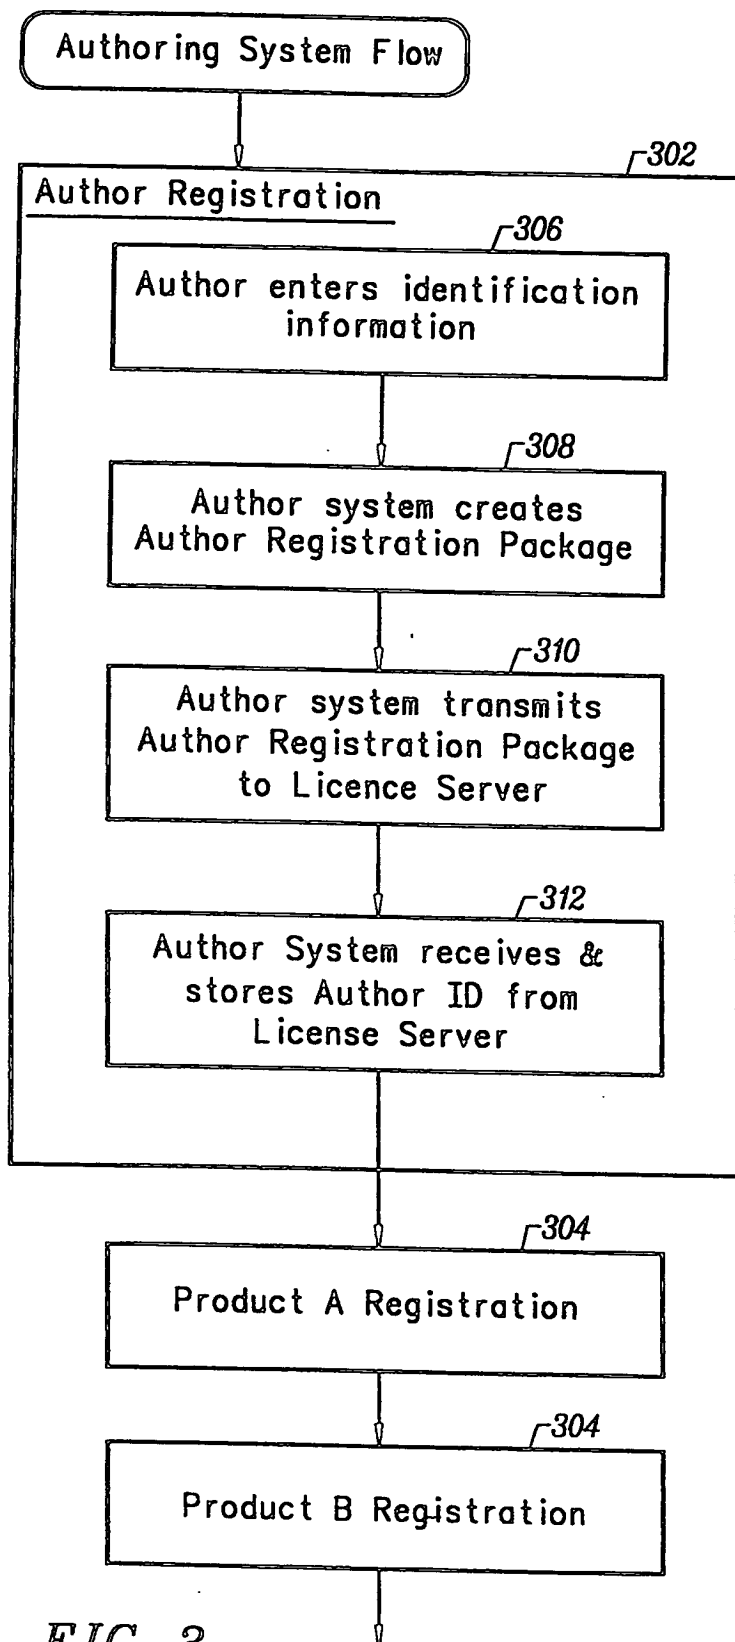 Authoring System Flow
302
Author Registration
306
Author enters identification
information
308
Author system creates
Author Registration Package
310
Author system transmits
Author Registration Package
to Licence Server
312
Author System receives &
stores Author ID from
License Server
304
Product A Registration
304
Product B Registration
FIG. 3